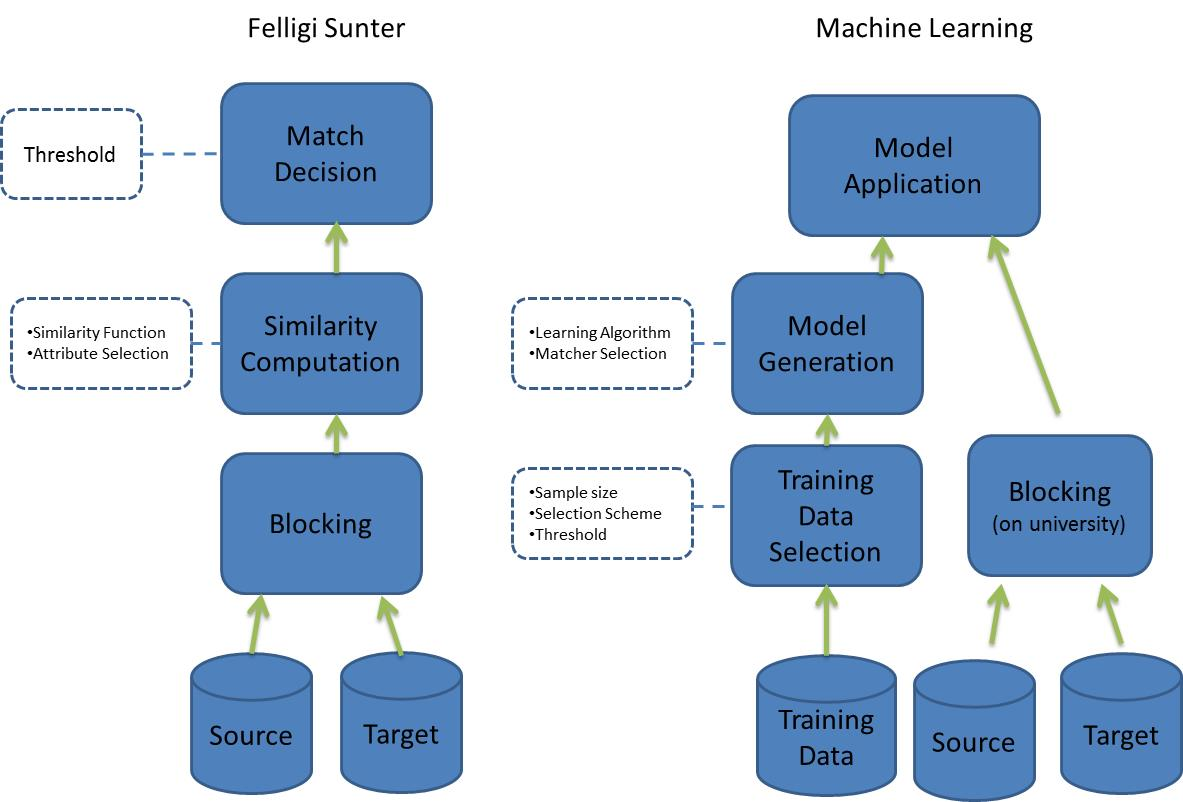 Felligi Sunter
Match
Decision
Threshold
Similarity
Computation
•Similarity Function
•Attribute Selection
Blocking
Source
Target
Machine Learning
Model
Application
Model
Generation
•Learning Algorithm
•Matcher Selection
Training
Data
Selection
•Sample size
•Selection Scheme
•Threshold
Blocking
(on university)
Training
Data
Source
Target